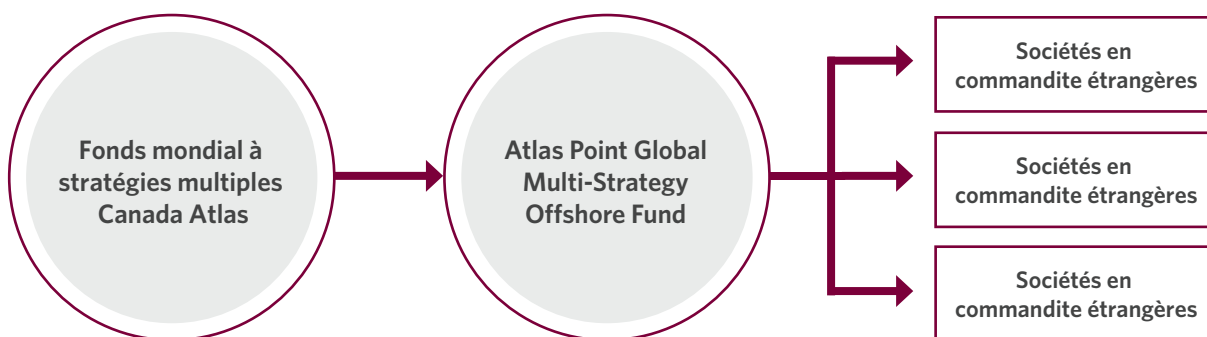 Fonds mondial à
stratégies multiples
Canada Atlas
Atlas Point Global
Multi-Strategy
Offshore Fund
Sociétés en
commandite étrangères
Sociétés en
commandite étrangères
Sociétés en
commandite étrangères